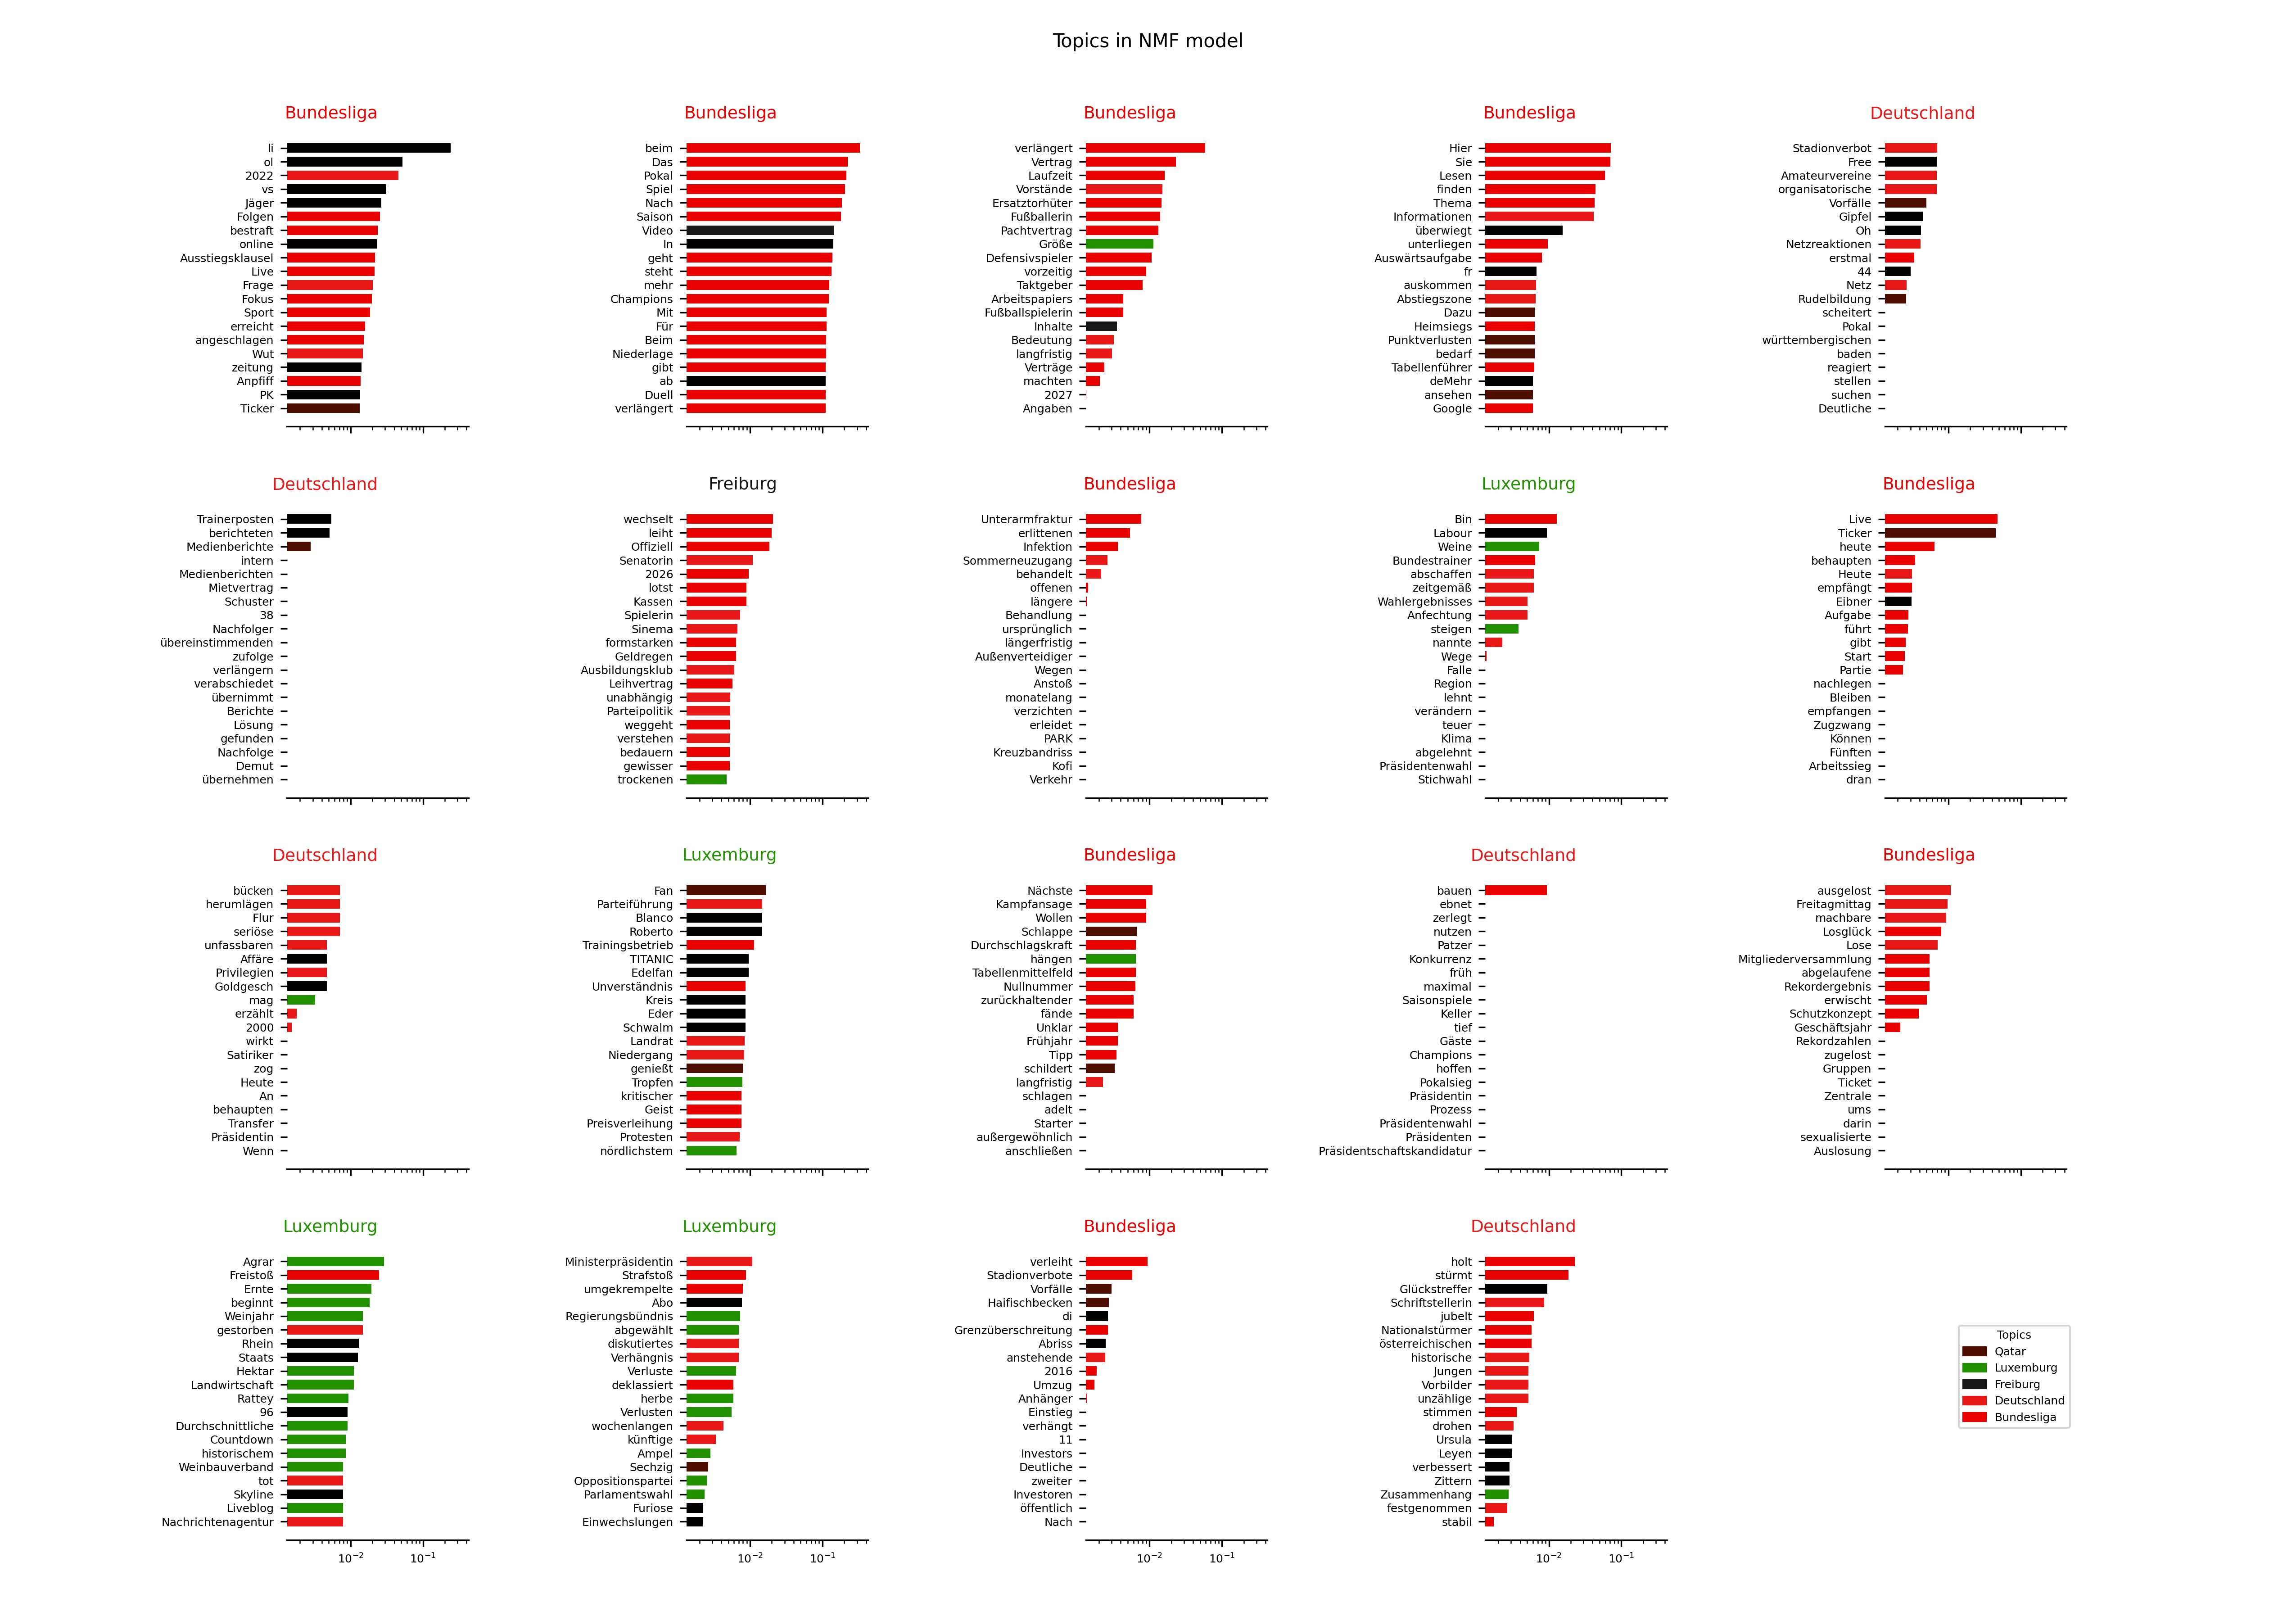 Topics in NMF model
Bundesliga
li
ol
2022
vs
Jäger
Folgen
bestraft
online
Ausstiegsklausel
Live
Frage
Fokus
Sport
erreicht
angeschlagen
Wut
zeitung
Anpfiff
PK
Ticker
Bundesliga
beim
Das
Pokal
Spiel
Nach
Saison
Video
In
geht
steht
mehr
Champions
Mit
Für
Beim
Niederlage
gibt
ab
Duell
verlängert
Bundesliga
verlängert
Vertrag
Laufzeit
Vorstände
Ersatztorhüter
Fußballerin
Pachtvertrag
Größe
Defensivspieler
vorzeitig
Taktgeber
Arbeitspapiers
Fußballspielerin
Inhalte
Bedeutung
langfristig
Verträge
machten
2027
Angaben
Bundesliga
Hier
Sie
Lesen
finden
Thema
Informationen
überwiegt
unterliegen
Auswärtsaufgabe
fr
auskommen
Abstiegszone
Dazu
Heimsiegs
Punktverlusten
bedarf
Tabellenführer
deMehr
ansehen
Google
Deutschland
Stadionverbot
Free
Amateurvereine
organisatorische
Vorfälle
Gipfel
Oh
Netzreaktionen
erstmal
44
Netz
Rudelbildung
scheitert
Pokal
württembergischen
baden
reagiert
stellen
suchen
Deutliche
Deutschland
Trainerposten
berichteten
Medienberichte
intern
Medienberichten
Mietvertrag
Schuster
38
Nachfolger
übereinstimmenden
zufolge
verlängern
verabschiedet
übernimmt
Berichte
Lösung
gefunden
Nachfolge
Demut
übernehmen
Freiburg
wechselt
leiht
Offiziell
Senatorin
2026
lotst
Kassen
Spielerin
Sinema
formstarken
Geldregen
Ausbildungsklub
Leihvertrag
unabhängig
Parteipolitik
weggeht
verstehen
bedauern
gewisser
trockenen
Bundesliga
Unterarmfraktur
erlittenen
Infektion
Sommerneuzugang
behandelt
offenen
längere
Behandlung
ursprünglich
längerfristig
Außenverteidiger
Wegen
Anstoß
monatelang
verzichten
erleidet
PARK
Kreuzbandriss
Kofi
Verkehr
Luxemburg
Bin
Labour
Weine
Bundestrainer
abschaffen
zeitgemäß
Wahlergebnisses
Anfechtung
steigen
nannte
Wege
Falle
Region
lehnt
verändern
teuer
Klima
abgelehnt
Präsidentenwahl
Stichwahl
Bundesliga
Live
Ticker
heute
behaupten
Heute
empfängt
Eibner
Aufgabe
führt
gibt
Start
Partie
nachlegen
Bleiben
empfangen
Zugzwang
Können
Fünften
Arbeitssieg
dran
Deutschland
bücken
herumlägen
Flur
seriöse
unfassbaren
Affäre
Privilegien
Goldgesch
mag
erzählt
2000
wirkt
Satiriker
zog
Heute
An
behaupten
Transfer
Präsidentin
Wenn
Luxemburg
Fan
Parteiführung
Blanco
Roberto
Trainingsbetrieb
TITANIC
Edelfan
Unverständnis
Kreis
Eder
Schwalm
Landrat
Niedergang
genießt
Tropfen
kritischer
Geist
Preisverleihung
Protesten
nördlichstem
Bundesliga
Nächste
Kampfansage
Wollen
Schlappe
Durchschlagskraft
hängen
Tabellenmittelfeld
Nullnummer
zurückhaltender
fände
Unklar
Frühjahr
Tipp
schildert
langfristig
schlagen
adelt
Starter
außergewöhnlich
anschließen
Deutschland
bauen
ebnet
zerlegt
nutzen
Patzer
Konkurrenz
früh
maximal
Saisonspiele
Keller
tief
Gäste
Champions
hoffen
Pokalsieg
Präsidentin
Prozess
Präsidentenwahl
Präsidenten
Präsidentschaftskandidatur
Bundesliga
ausgelost
Freitagmittag
machbare
Losglück
Lose
Mitgliederversammlung
abgelaufene
Rekordergebnis
erwischt
Schutzkonzept
Geschäftsjahr
Rekordzahlen
zugelost
Gruppen
Ticket
Zentrale
ums
darin
sexualisierte
Auslosung
Luxemburg
Agrar
Freistoß
Ernte
beginnt
Weinjahr
gestorben
Rhein
Staats
Hektar
Landwirtschaft
Rattey
96
Durchschnittliche
Countdown
historischem
Weinbauverband
tot
Skyline
Liveblog
Nachrichtenagentur
10⁻² 10⁻¹
Luxemburg
Ministerpräsidentin
Strafstoß
umgekrempelte
Abo
Regierungsbündnis
abgewählt
diskutiertes
Verhängnis
Verluste
deklassiert
herbe
Verlusten
wochenlangen
künftige
Ampel
Sechzig
Oppositionspartei
Parlamentswahl
Furiose
Einwechslungen
10⁻² 10⁻¹
Bundesliga
verleiht
Stadionverbote
Vorfälle
Haifischbecken
di
Grenzüberschreitung
Abriss
anstehende
2016
Umzug
Anhänger
Einstieg
verhängt
11
Investors
Deutliche
zweiter
Investoren
öffentlich
Nach
10⁻² 10⁻¹
Deutschland
holt
stürmt
Glückstreffer
Schriftstellerin
jubelt
Nationalstürmer
österreichischen
historische
Jungen
Vorbilder
unzählige
stimmen
drohen
Ursula
Leyen
verbessert
Zittern
Zusammenhang
festgenommen
stabil
10⁻² 10⁻¹
Topics
Qatar
Luxemburg
Freiburg
Deutschland
Bundesliga